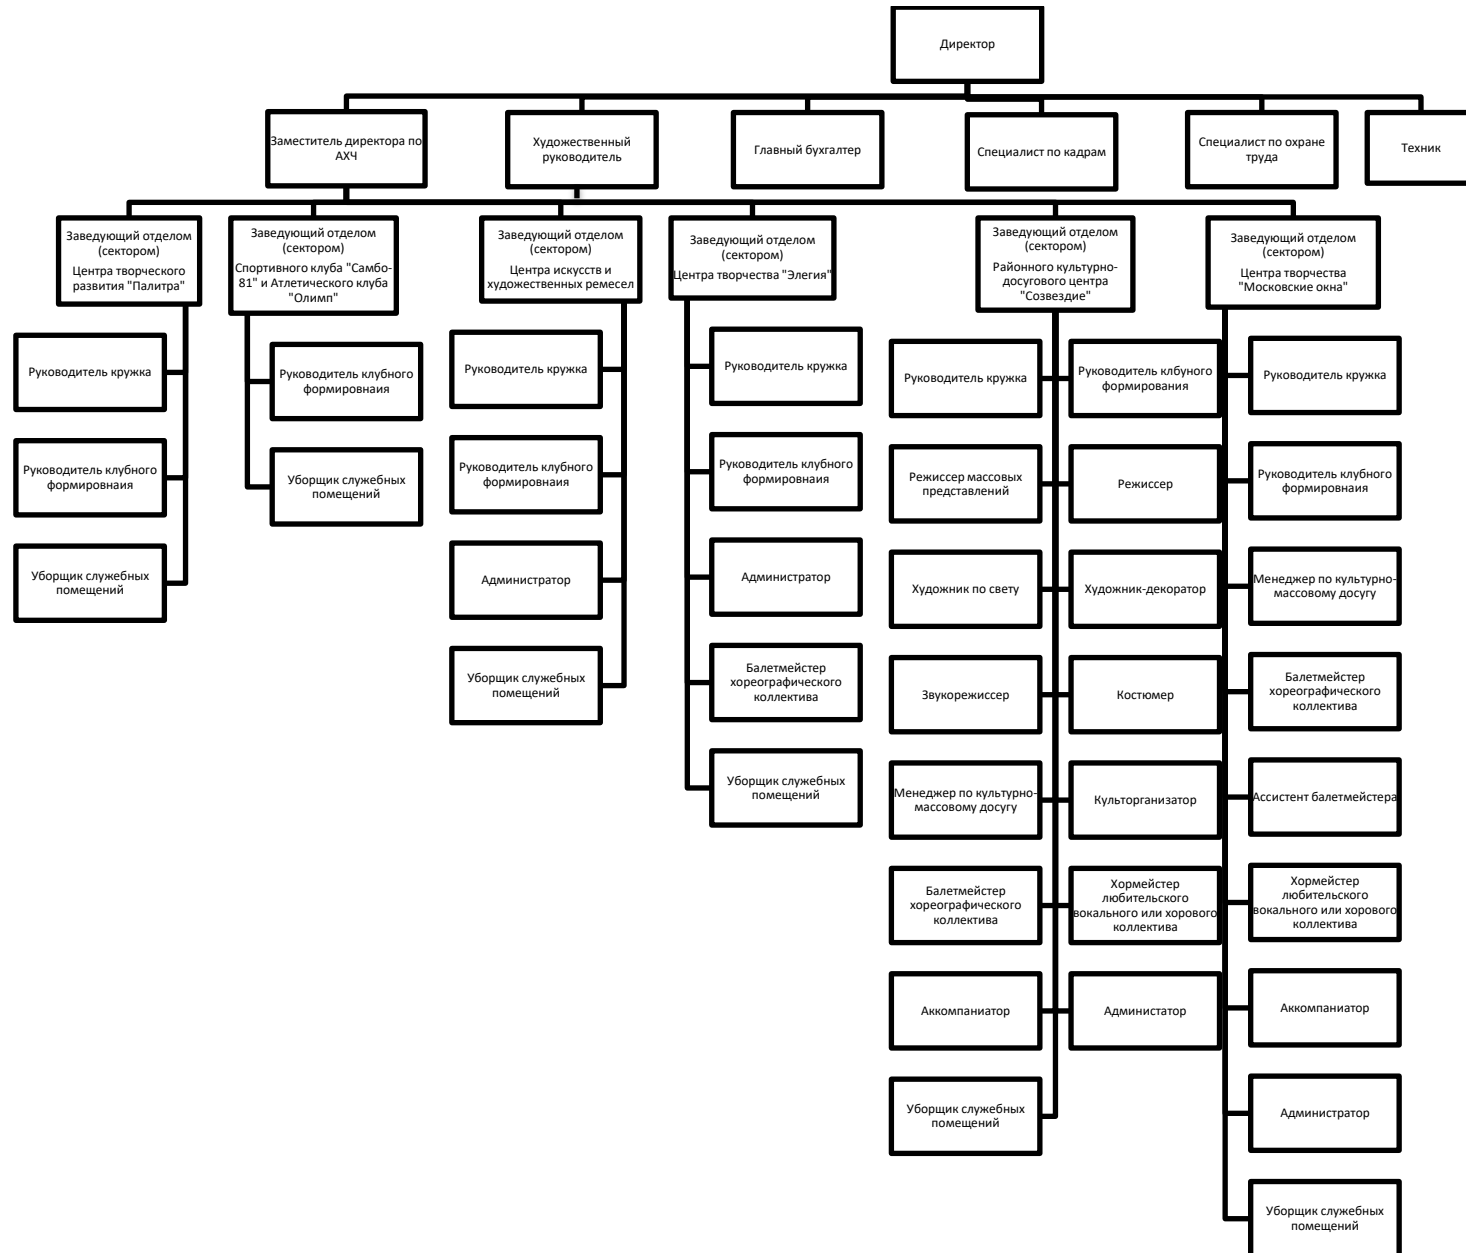 Директор
Заместитель директора по
АХЧ
Художественный
руководитель
Главный бухгалтер
Специалист по кадрам
Специалист по охране
труда
Техник
Заведующий отделом
(сектором)
Центра творческого
развития "Палитра"
Заведующий отделом
(сектором)
Спортивного клуба "Самбо-
81" и Атлетического клуба
"Олимп"
Заведующий отделом
(сектором)
Центра искусств и
художественных ремесел
Заведующий отделом
(сектором)
Центра творчества "Элегия"
Заведующий отделом
(сектором)
Районного культурно-
досугового центра
"Созвездие"
Заведующий отделом
(сектором)
Центра творчества
"Московские окна"
Руководитель кружка
Руководитель клубного
формировнаия
Уборщик служебных
помещений
Руководитель клубного
формировнаия
Уборщик служебных
помещений
Руководитель кружка
Руководитель клубного
формировнаия
Администратор
Уборщик служебных
помещений
Руководитель кружка
Руководитель клубного
формировнаия
Администратор
Балетмейстер
хореографического
коллектива
Уборщик служебных
помещений
Руководитель кружка
Руководитель клбуного
формирования
Режиссер массовых
представлений
Режиссер
Художник по свету
Художник-декоратор
Звукорежиссер
Костюмер
Менеджер по культурно-
массовому досугу
Культорганизатор
Балетмейстер
хореографического
коллектива
Хормейстер
любительского
вокального или хорового
коллектива
Аккомпаниатор
Администатор
Уборщик служебных
помещений
Руководитель кружка
Руководитель клубного
формировнаия
Менеджер по культурно-
массовому досугу
Балетмейстер
хореографического
коллектива
Ассистент балетмейстера
Хормейстер
любительского
вокального или хорового
коллектива
Аккомпаниатор
Администратор
Уборщик служебных
помещений